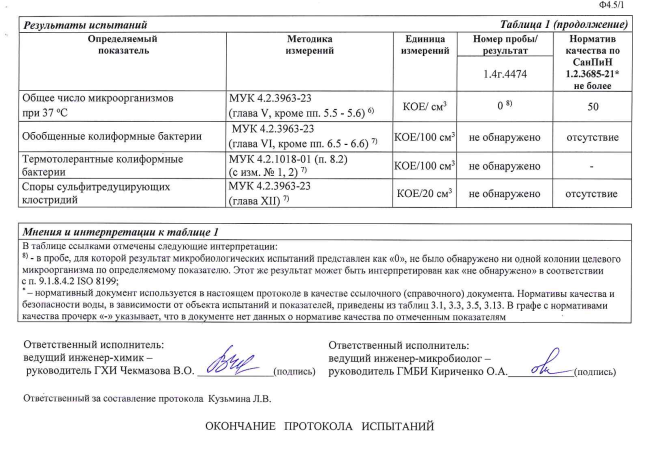 Ф4.5/1
Результаты испытаний Таблица 1 (продолжение)
Определяемый показатель Методика измерений Единица измерений Номер пробы/ результат Норматив качества по СанПиН 1.2.3685-21* не более
1.4г.4474
Общее число микроорганизмов при 37 ºС МУК 4.2.3963-23 (глава V, кроме пп. 5.5 - 5.6) 6) КОЕ/ см3 0 8) 50
Обобщенные колиформные бактерии МУК 4.2.3963-23 (глава VI, кроме пп. 6.5 - 6.6) 7) КОЕ/100 см3 не обнаружено отсутствие
Термотолерантные колиформные бактерии МУК 4.2.1018-01 (п. 8.2) (с изм. № 1, 2) 7) КОЕ/100 см3 не обнаружено -
Споры сульфитредуцирующих клостридий МУК 4.2.3963-23 (глава XII) 7) КОЕ/20 см3 не обнаружено отсутствие
Мнения и интерпретации к таблице 1
В таблице ссылками отмечены следующие интерпретации:
8) - в пробе, для которой результат микробиологических испытаний представлен как «0», не было обнаружено ни одной колонии целевого
микроорганизма по определяемому показателю. Этот же результат может быть интерпретирован как «не обнаружено» в соответствии
с п. 9.1.8.4.2 ISO 8199;
* – нормативный документ используется в настоящем протоколе в качестве ссылочного (справочного) документа. Нормативы качества и
безопасности воды, в зависимости от объекта испытаний и показателей, приведены из таблиц 3.1, 3.3, 3.5, 3.13. В графе с нормативами
качества прочерк «-» указывает, что в документе нет данных о нормативе качества по отмеченным показателям
Ответственный исполнитель:
ведущий инженер-химик –
руководитель ГХИ Чекмазова В.О. (подпись)
Ответственный исполнитель:
ведущий инженер-микробиолог –
руководитель ГМБИ Кириченко О.А. (подпись)
Ответственный за составление протокола Кузьмина Л.В.
ОКОНЧАНИЕ ПРОТОКОЛА ИСПЫТАНИЙ